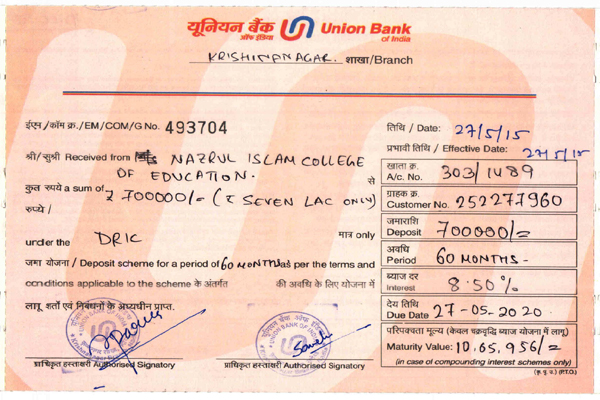 यूनियन बैंक Union Bank
ऑफ इंडिया of India
KRISHNANAGAR. शाखा/Branch
ईएम/कॉम क्र./EM/COM/G No. 493704
तिथि / Date: 27/5/15
प्रभावी तिथि / Effective Date: 27/5/15
श्री/सुश्री Received from NAZRUL ISLAM COLLEGE
OF EDUCATION. से
कुल रुपये a sum of ₹ 700000/= (₹ SEVEN LAC ONLY)
रुपये /
under the DRIC मात्र only
जमा योजना / Deposit scheme for a period of 60 MONTHS as per the terms and
conditions applicable to the scheme के अंतर्गत की अवधि के लिए योजना में
लागू शर्तों एवं निबंधनों के अध्यधीन प्राप्त.
खाता क्र.
A/c. No. 303/1489
ग्राहक क्र.
Customer No. 252277960
जमाराशि
Deposit 700000/=
अवधि
Period 60 MONTHS -
ब्याज दर
Interest 8.50%
देय तिथि
Due Date 27-05.2020.
परिपक्वता मूल्य (केवल चक्रवृद्धि ब्याज योजना में लागू)
Maturity Value: 10.65.956/=
(in case of compounding interest schemes only)
प्राधिकृत हस्ताक्षरी Authorised Signatory
प्राधिकृत हस्ताक्षरी Authorised Signatory
(कृ.पृ.उ.) (P.T.O.)